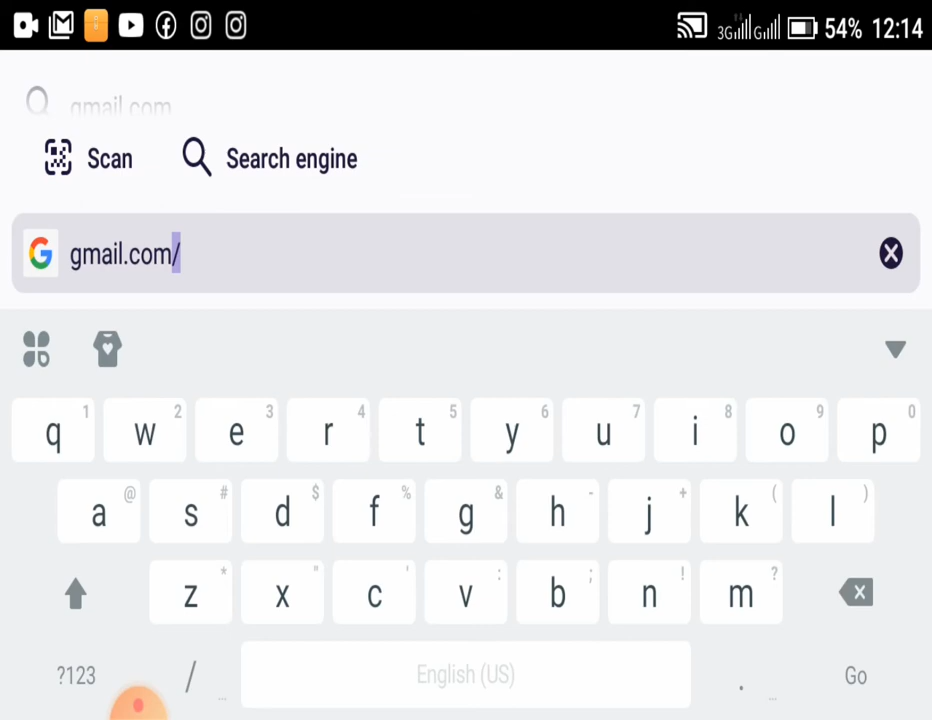 3G G 54% 12:14
gmail.com
Scan Search engine
gmail.com/
q 1 w 2 e 3 r 4 t 5 y 6 u 7 i 8 o 9 p 0
a @ s # d $ f % g & h - j + k ( l )
z * x " c ' v : b ; n ! m ?
?123 / ... English (US) . ... Go